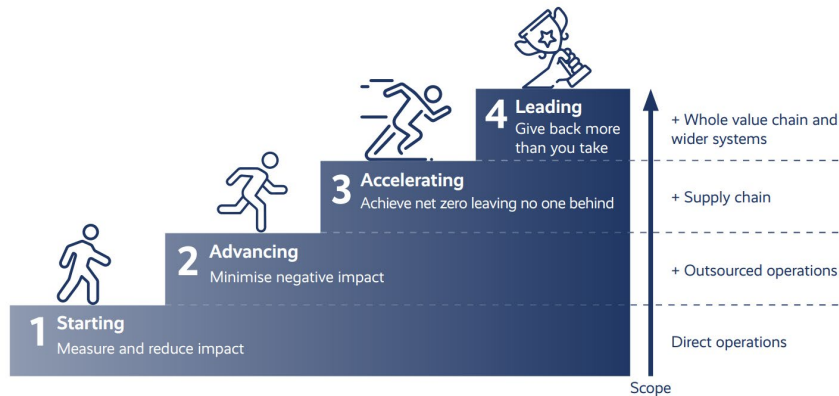 4 Leading
Give back more
than you take
+ Whole value chain and
wider systems
3 Accelerating
Achieve net zero leaving no one behind
+ Supply chain
2 Advancing
Minimise negative impact
+ Outsourced operations
1 Starting
Measure and reduce impact
Direct operations
Scope